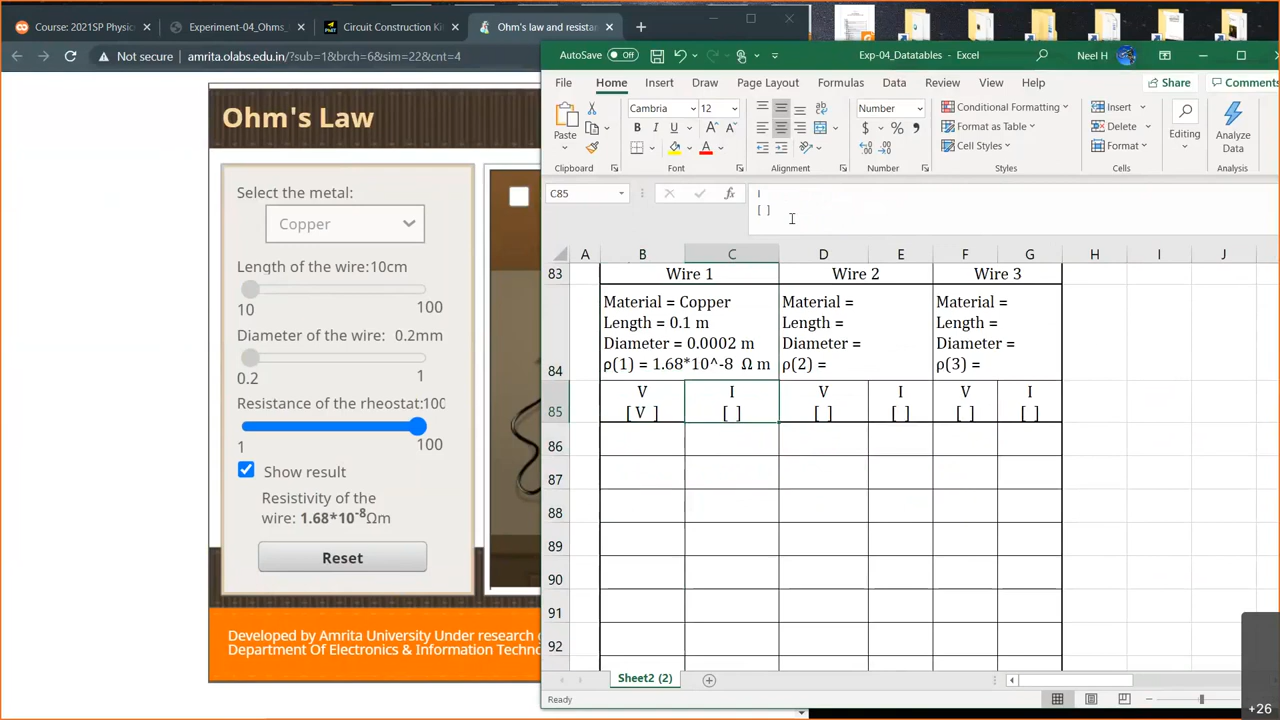 Course: 2021SP Physic
Experiment-04_Ohms
Circuit Construction Ki
Ohm's law and resista
Not secure
amrita.olabs.edu.in/?sub=1&brch=6&sim=22&cnt=4
Ohm's Law
Select the metal:
Copper
Length of the wire:10cm
10
100
Diameter of the wire: 0.2mm
0.2
1
Resistance of the rheostat:100
1
100
Show result
Resistivity of the
wire: 1.68*10⁻⁸Ωm
Reset
Developed by Amrita University Under research g
Department Of Electronics & Information Techno
AutoSave Off
Exp-04_Datatables - Excel
Neel H
File Home Insert Draw Page Layout Formulas Data Review View Help
Share
Comments
Paste
Cambria 12
B I U
Number
$ % ,
Conditional Formatting
Format as Table
Cell Styles
Insert
Delete
Format
Editing
Analyze
Data
Clipboard Font Alignment Number Styles Cells Analysis
C85
fx
I
[ ]
A B C D E F G H I J
83 Wire 1 Wire 2 Wire 3
Material = Copper Material = Material =
Length = 0.1 m Length = Length =
Diameter = 0.0002 m Diameter = Diameter =
84 ρ(1) = 1.68*10^-8 Ω m ρ(2) = ρ(3) =
V I V I V I
85 [ V ] [ ] [ ] [ ] [ ] [ ]
86
87
88
89
90
91
92
Sheet2 (2)
Ready
+26